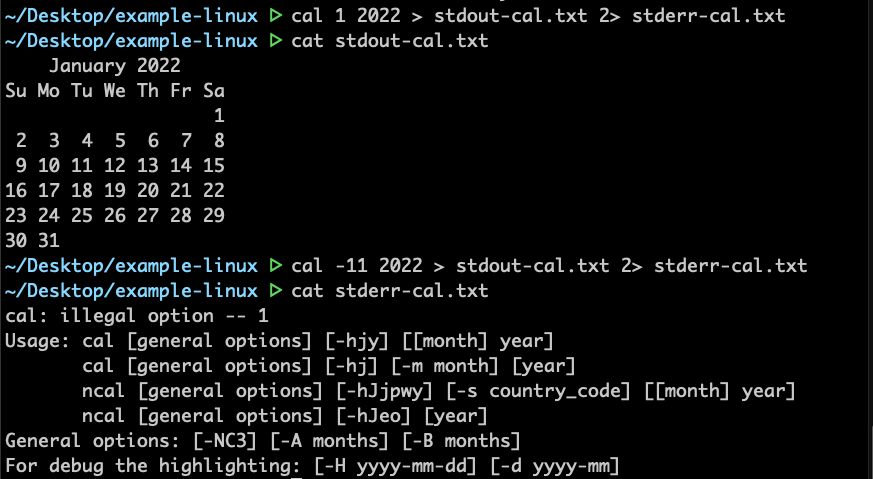 ~/Desktop/example-linux ▷ cal 1 2022 > stdout-cal.txt 2> stderr-cal.txt
~/Desktop/example-linux ▷ cat stdout-cal.txt
    January 2022
Su Mo Tu We Th Fr Sa
                   1
 2  3  4  5  6  7  8
 9 10 11 12 13 14 15
16 17 18 19 20 21 22
23 24 25 26 27 28 29
30 31
~/Desktop/example-linux ▷ cal -11 2022 > stdout-cal.txt 2> stderr-cal.txt
~/Desktop/example-linux ▷ cat stderr-cal.txt
cal: illegal option -- 1
Usage: cal [general options] [-hjy] [[month] year]
       cal [general options] [-hj] [-m month] [year]
       ncal [general options] [-hJjpwy] [-s country_code] [[month] year]
       ncal [general options] [-hJeo] [year]
General options: [-NC3] [-A months] [-B months]
For debug the highlighting: [-H yyyy-mm-dd] [-d yyyy-mm]